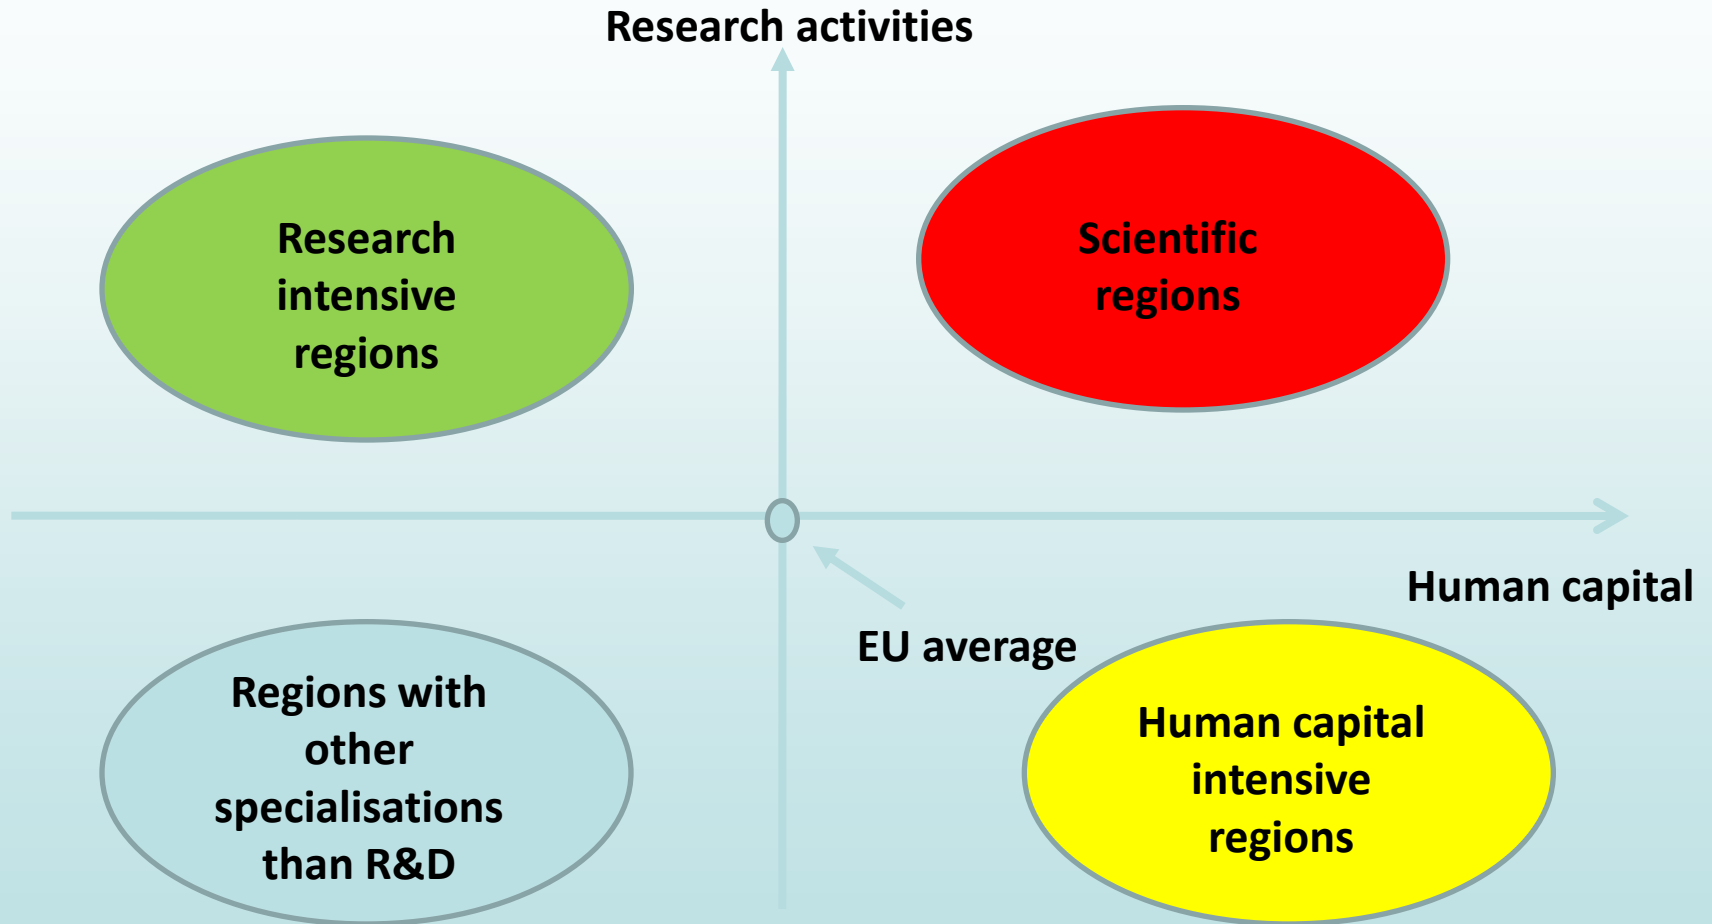 Research activities
Research
intensive
regions
Scientific
regions
Human capital
EU average
Regions with
other
specialisations
than R&D
Human capital
intensive
regions